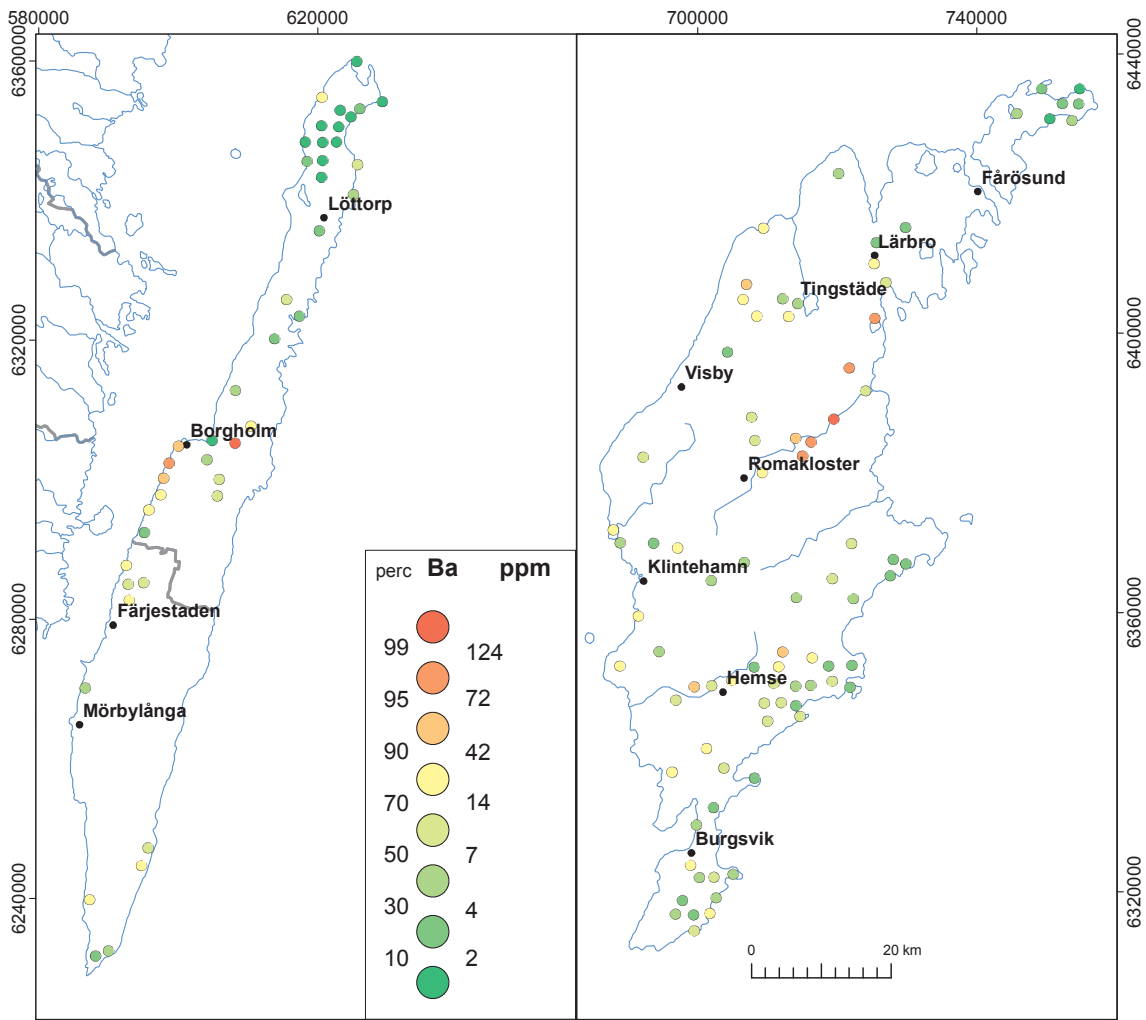 580000 620000 700000 740000
6360000
6320000
6280000
6240000
6440000
6400000
6360000
6320000
Löttorp
Borgholm
Färjestaden
Mörbylånga
Fårösund
Lärbro
Tingstäde
Visby
Romakloster
Klintehamn
Hemse
Burgsvik
perc Ba ppm
99 124
95 72
90 42
70 14
50 7
30 4
10 2
0 20 km